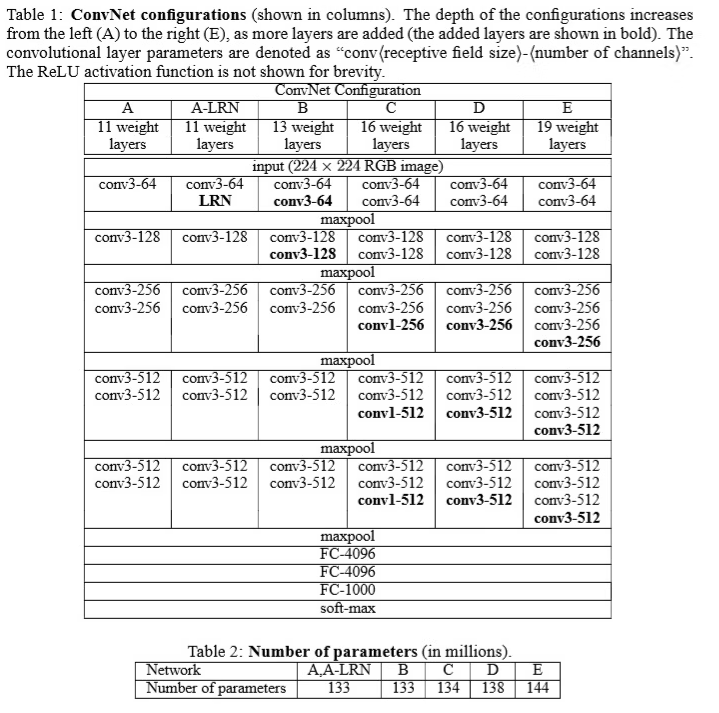 Table 1: ConvNet configurations (shown in columns). The depth of the configurations increases
from the left (A) to the right (E), as more layers are added (the added layers are shown in bold). The
convolutional layer parameters are denoted as “conv⟨receptive field size⟩-⟨number of channels⟩”.
The ReLU activation function is not shown for brevity.
ConvNet Configuration
A A-LRN B C D E
11 weight 11 weight 13 weight 16 weight 16 weight 19 weight
layers layers layers layers layers layers
input (224 × 224 RGB image)
conv3-64 conv3-64 conv3-64 conv3-64 conv3-64 conv3-64
LRN conv3-64 conv3-64 conv3-64 conv3-64
maxpool
conv3-128 conv3-128 conv3-128 conv3-128 conv3-128 conv3-128
conv3-128 conv3-128 conv3-128 conv3-128
maxpool
conv3-256 conv3-256 conv3-256 conv3-256 conv3-256 conv3-256
conv3-256 conv3-256 conv3-256 conv3-256 conv3-256 conv3-256
conv1-256 conv3-256 conv3-256
conv3-256
maxpool
conv3-512 conv3-512 conv3-512 conv3-512 conv3-512 conv3-512
conv3-512 conv3-512 conv3-512 conv3-512 conv3-512 conv3-512
conv1-512 conv3-512 conv3-512
conv3-512
maxpool
conv3-512 conv3-512 conv3-512 conv3-512 conv3-512 conv3-512
conv3-512 conv3-512 conv3-512 conv3-512 conv3-512 conv3-512
conv1-512 conv3-512 conv3-512
conv3-512
maxpool
FC-4096
FC-4096
FC-1000
soft-max
Table 2: Number of parameters (in millions).
Network A,A-LRN B C D E
Number of parameters 133 133 134 138 144